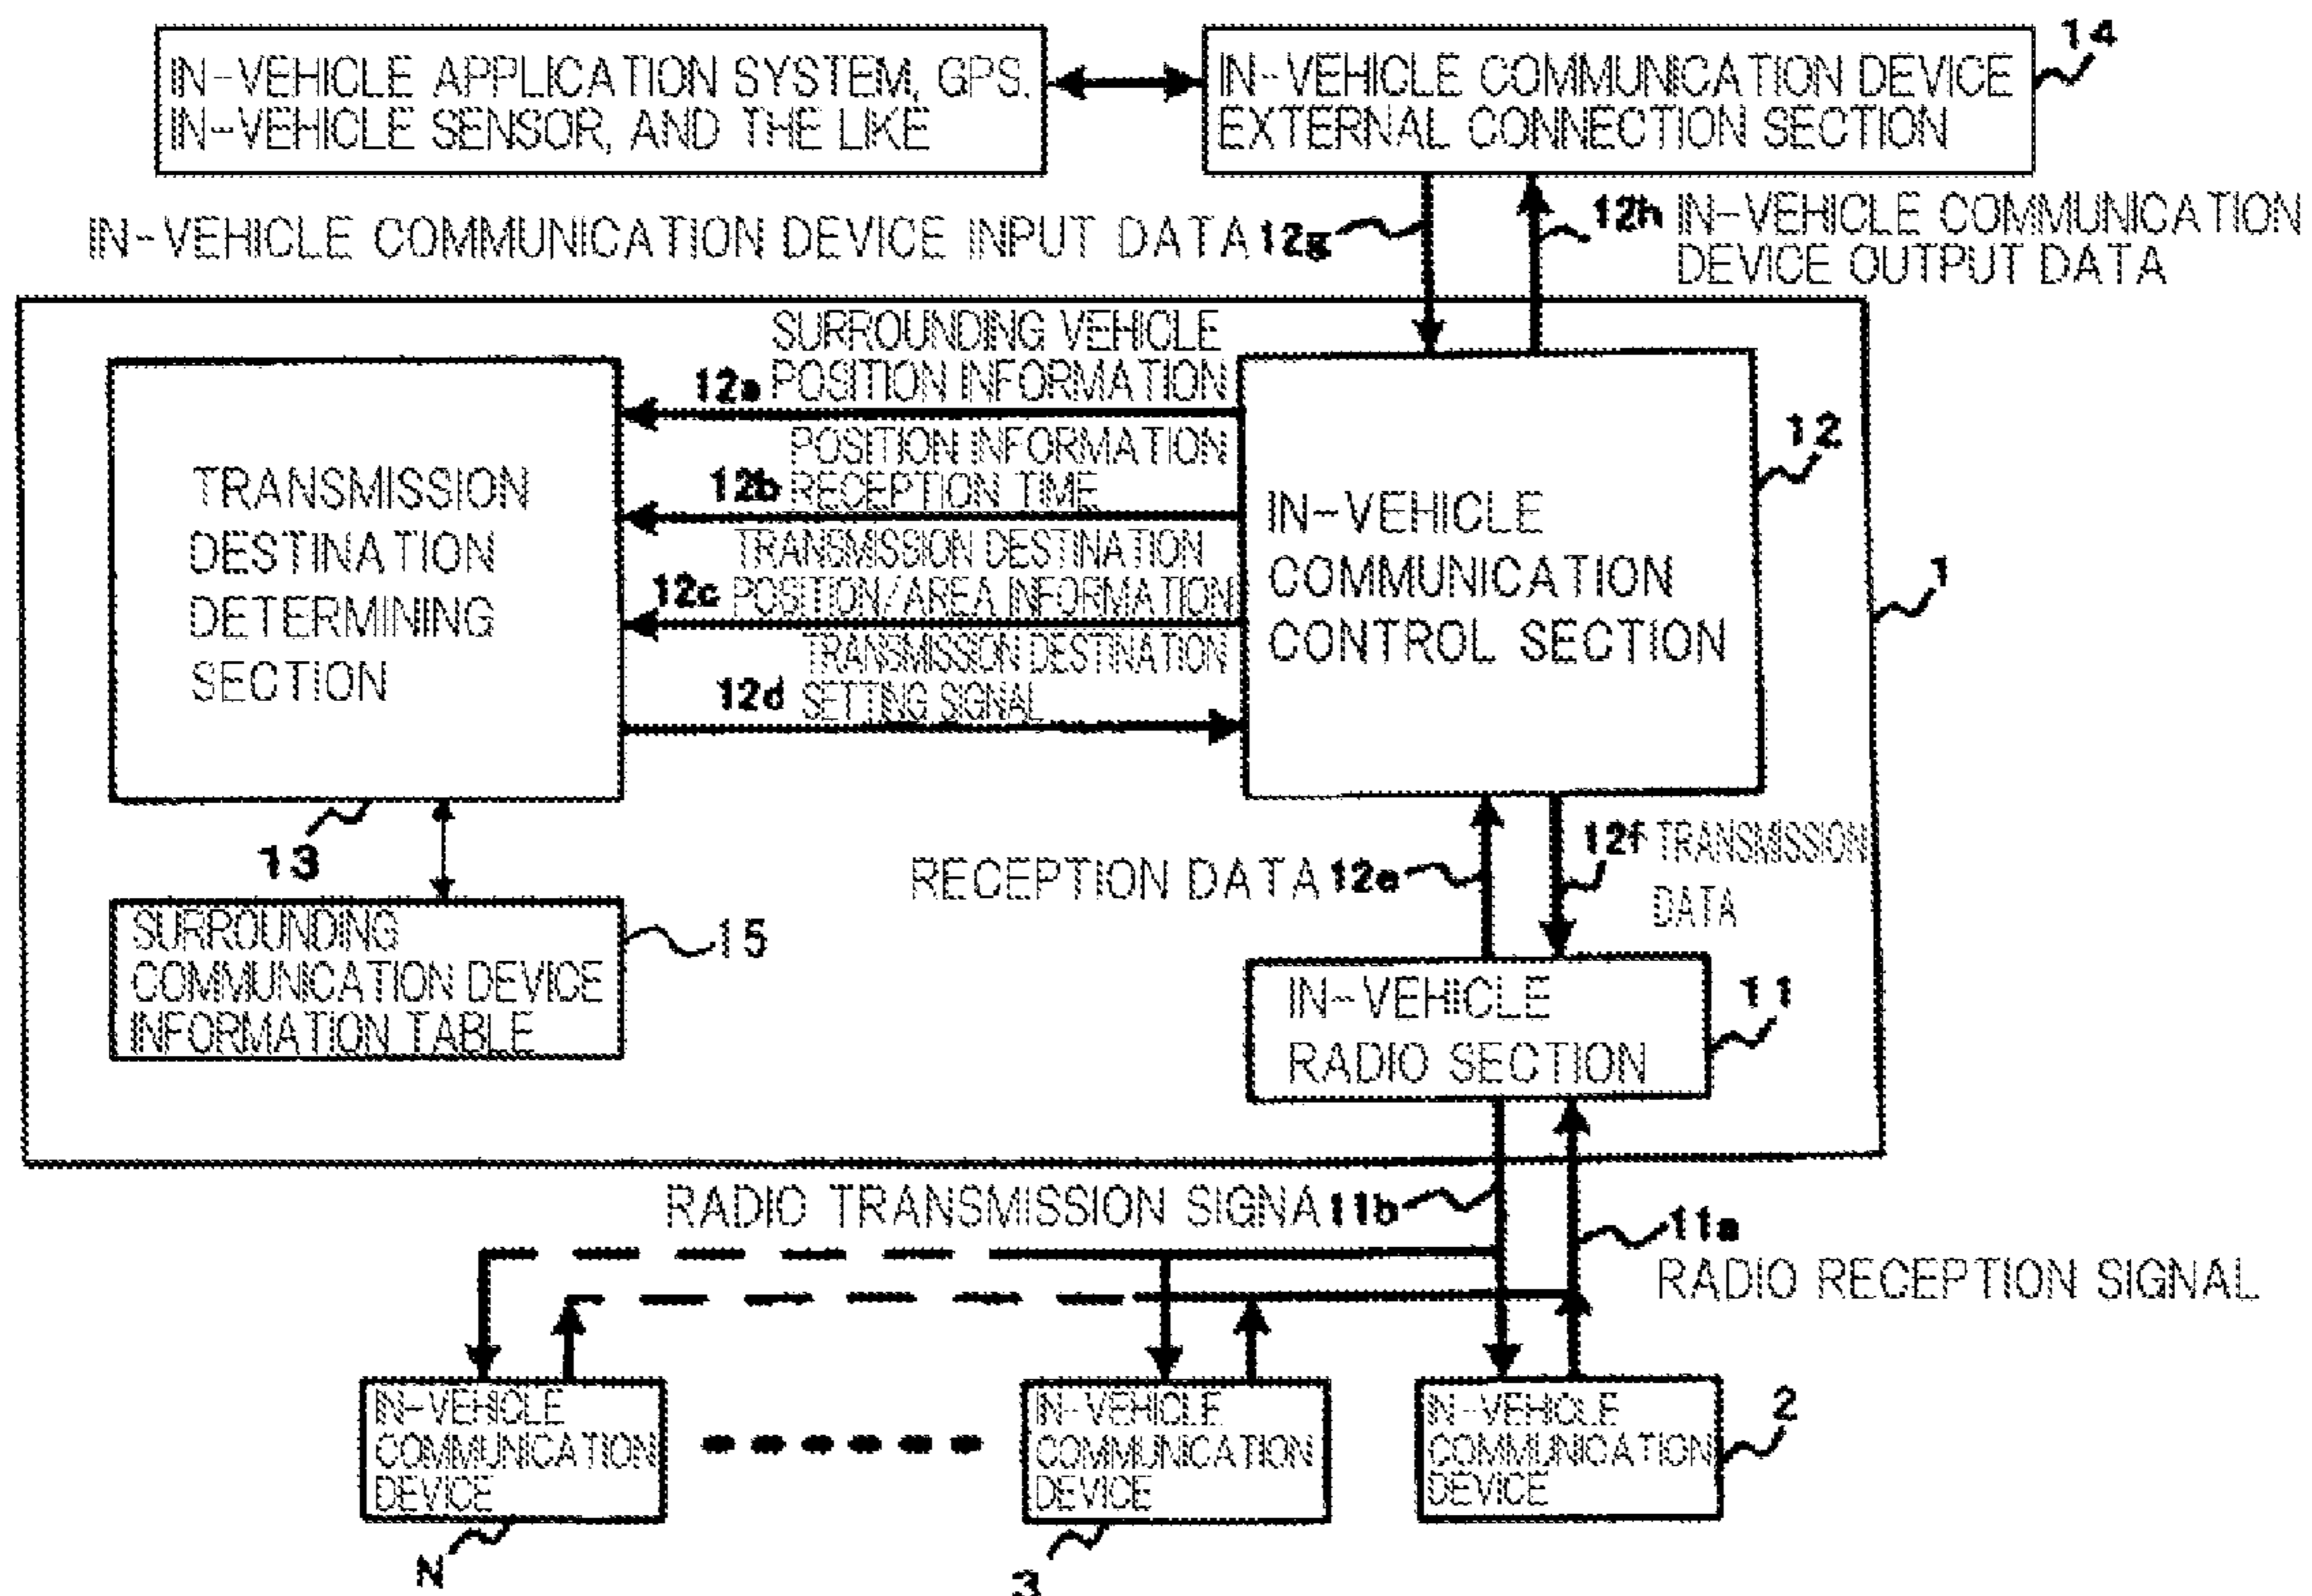 IN-VEHICLE APPLICATION SYSTEM, GPS,
IN-VEHICLE SENSOR, AND THE LIKE
IN-VEHICLE COMMUNICATION DEVICE
EXTERNAL CONNECTION SECTION
14
IN-VEHICLE COMMUNICATION DEVICE INPUT DATA 12g
12h IN-VEHICLE COMMUNICATION
DEVICE OUTPUT DATA
SURROUNDING VEHICLE
12a POSITION INFORMATION
POSITION INFORMATION
12b RECEPTION TIME
TRANSMISSION DESTINATION
12c POSITION/AREA INFORMATION
TRANSMISSION DESTINATION
12d SETTING SIGNAL
TRANSMISSION
DESTINATION
DETERMINING
SECTION
13
IN-VEHICLE
COMMUNICATION
CONTROL SECTION
12
1
SURROUNDING
COMMUNICATION DEVICE
INFORMATION TABLE
15
RECEPTION DATA 12e
12f TRANSMISSION
DATA
IN-VEHICLE
RADIO SECTION
11
RADIO TRANSMISSION SIGNA 11b
11a
RADIO RECEPTION SIGNAL
IN-VEHICLE
COMMUNICATION
DEVICE
N
IN-VEHICLE
COMMUNICATION
DEVICE
3
IN-VEHICLE
COMMUNICATION
DEVICE
2